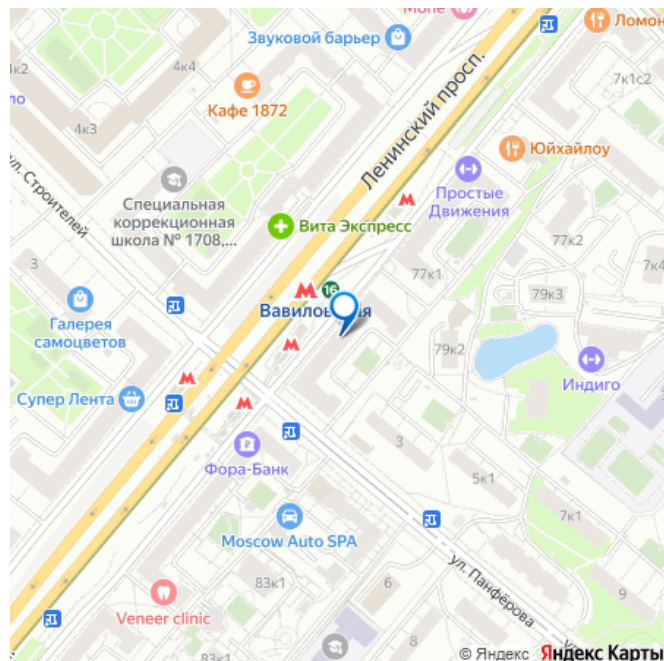 Моне
Ломон
Звуковой барьер
4к2
4к4
7к1с2
Кафе 1872
4к3
Ленинский просп.
Юйхайлоу
ул. Строителей
Специальная
коррекционная
школа № 1708,...
Простые
Движения
Вита Экспресс
77к2
3
77к1
7к4
79к3
16
Галерея
самоцветов
79к2
Индиго
Супер Лента
3
Фора-Банк
5к1
7к1
Moscow Auto SPA
ул. Панфёрова
83к1
6
9
Veneer clinic
8
© Яндекс Яндекс Карты